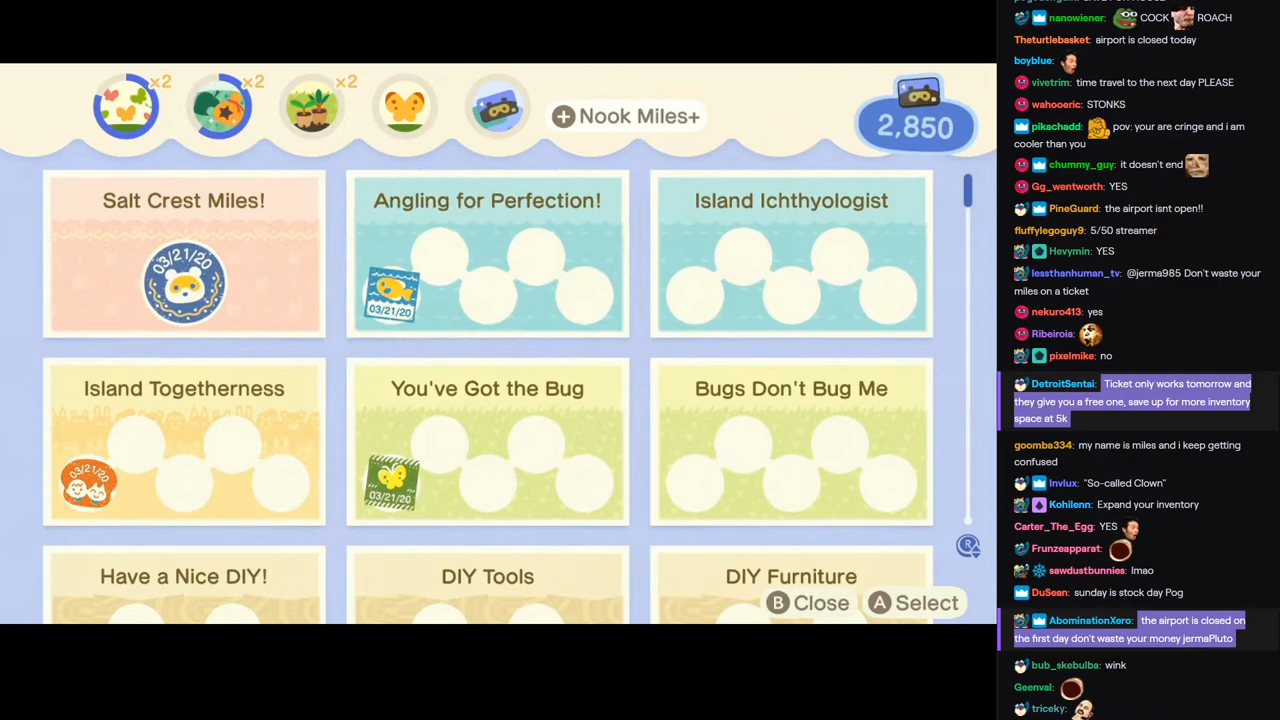 ×2
×2
×2
+ Nook Miles+
2,850
Salt Crest Miles!
Angling for Perfection!
Island Ichthyologist
03/21/20
03/21/20
Island Togetherness
You've Got the Bug
Bugs Don't Bug Me
03/21/20
03/21/20
Have a Nice DIY!
DIY Tools
DIY Furniture
R
B Close
A Select
nanowiener: COCK ROACH
Theturtlebasket: airport is closed today
boyblue:
vivetrim: time travel to the next day PLEASE
wahooeric: STONKS
pikachadd: pov: your are cringe and i am
cooler than you
chummy_guy: it doesn't end
Gg_wentworth: YES
PineGuard: the airport isnt open!!
fluffylegoguy9: 5/50 streamer
Hevymin: YES
lessthanhuman_tv: @jerma985 Don't waste your
miles on a ticket
nekuro413: yes
Ribeiroia:
pixelmike: no
DetroitSentai: Ticket only works tomorrow and
they give you a free one, save up for more inventory
space at 5k
goomba334: my name is miles and i keep getting
confused
Invlux: "So-called Clown"
Kohilenn: Expand your inventory
Carter_The_Egg: YES
Frunzeapparat:
sawdustbunnies: lmao
DuSean: sunday is stock day Pog
AbominationXero: the airport is closed on
the first day don't waste your money jermaPluto
bub_skebulba: wink
Geenval:
triceky: